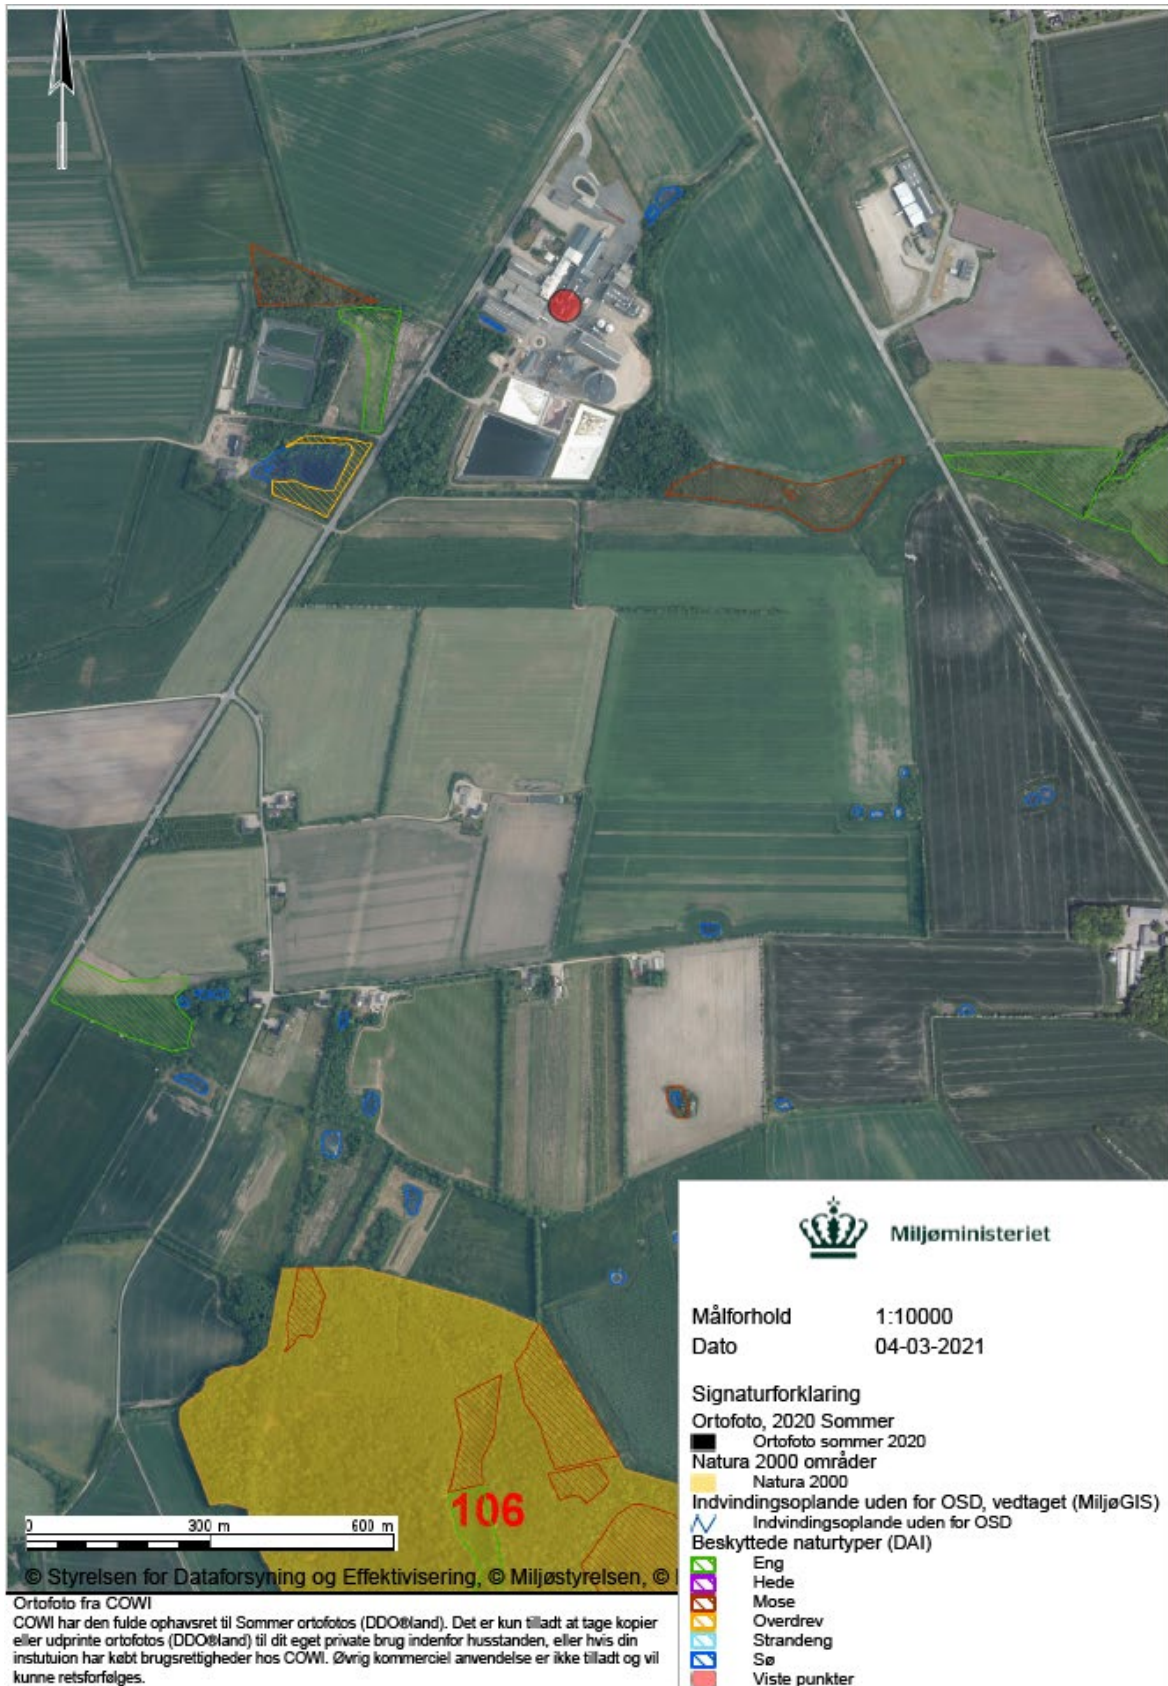 Miljøministeriet
Målforhold 1:10000
Dato 04-03-2021
Signaturforklaring
Ortofoto, 2020 Sommer
Ortofoto sommer 2020
Natura 2000 områder
Natura 2000
Indvindingsoplande uden for OSD, vedtaget (MiljøGIS)
Indvindingsoplande uden for OSD
Beskyttede naturtyper (DAI)
Eng
Hede
Mose
Overdrev
Strandeng
Sø
Viste punkter
106
0 300 m 600 m
© Styrelsen for Dataforsyning og Effektivisering, © Miljøstyrelsen, ©
Ortofoto fra COWI
COWI har den fulde ophavsret til Sommer ortofotos (DDO®land). Det er kun tilladt at tage kopier
eller udprinte ortofotos (DDO®land) til dit eget private brug indenfor husstanden, eller hvis din
instutuion har købt brugsrettigheder hos COWI. Øvrig kommerciel anvendelse er ikke tilladt og vil
kunne retsforfølges.